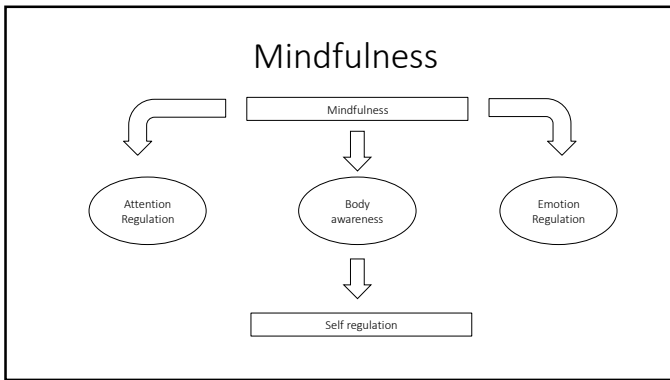 Mindfulness
Mindfulness
Attention
Regulation
Body
awareness
Emotion
Regulation
Self regulation